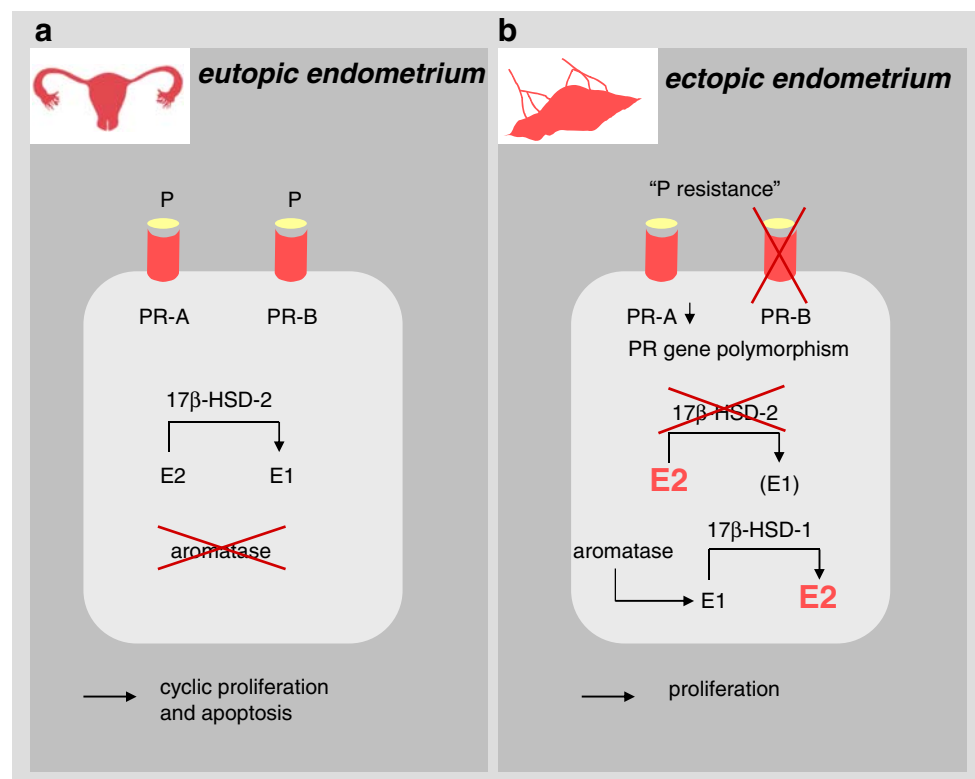 a
eutopic endometrium
P P
PR-A PR-B
17β-HSD-2
E2 E1
aromatase
cyclic proliferation
and apoptosis
b
ectopic endometrium
“P resistance”
PR-A PR-B
PR gene polymorphism
17β-HSD-2
E2 (E1)
17β-HSD-1
aromatase
E1 E2
proliferation